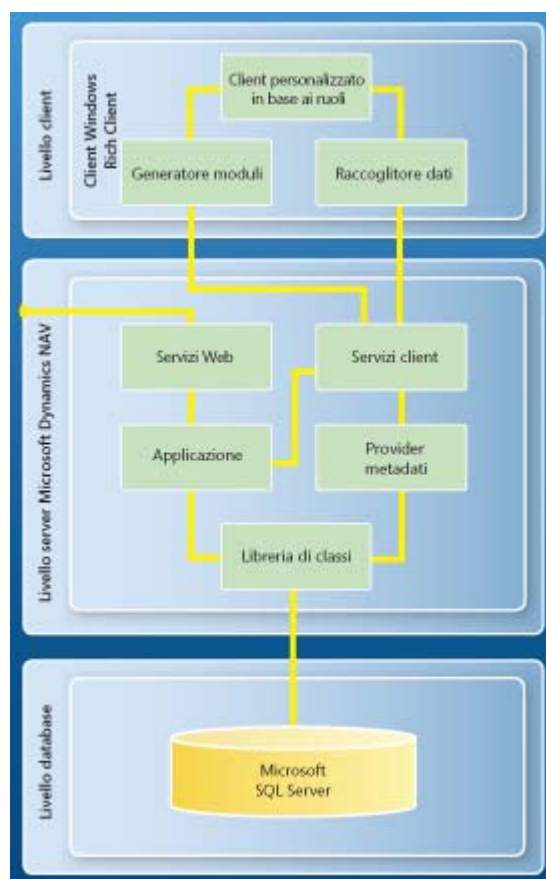 Livello client
Client Windows
Rich Client
Client personalizzato
in base ai ruoli
Generatore moduli
Raccoglitore dati
Livello server Microsoft Dynamics NAV
Servizi Web
Servizi client
Applicazione
Provider
metadati
Libreria di classi
Livello database
Microsoft
SQL Server